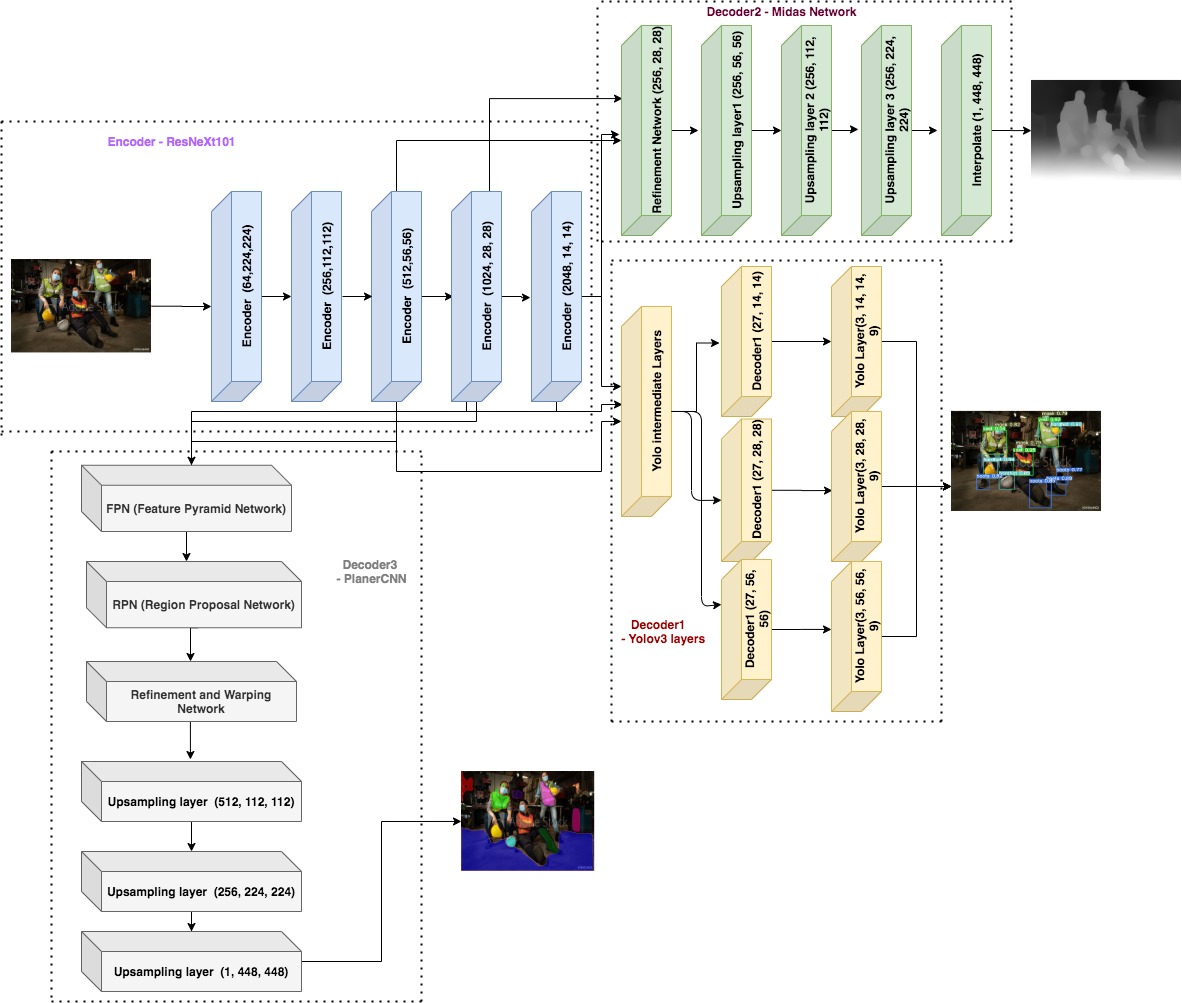 Decoder2 - Midas Network
Refinement Network (256, 28, 28)
Upsampling layer1 (256, 56, 56)
Upsampling layer 2 (256, 112,
112)
Upsampling layer 3 (256, 224,
224)
Interpolate (1, 448, 448)
Encoder - ResNeXt101
Encoder (64,224,224)
Encoder (256,112,112)
Encoder (512,56,56)
Encoder (1024, 28, 28)
Encoder (2048, 14, 14)
Yolo intermediate Layers
Decoder1 (27, 14, 14)
Yolo Layer(3, 14, 14,
9)
Decoder1 (27, 28, 28)
Yolo Layer(3, 28, 28,
9)
Decoder1 (27, 56,
56)
Yolo Layer(3, 56, 56,
9)
Decoder1
- Yolov3 layers
FPN (Feature Pyramid Network)
Decoder3
- PlanerCNN
RPN (Region Proposal Network)
Refinement and Warping
Network
Upsampling layer (512, 112, 112)
Upsampling layer (256, 224, 224)
Upsampling layer (1, 448, 448)